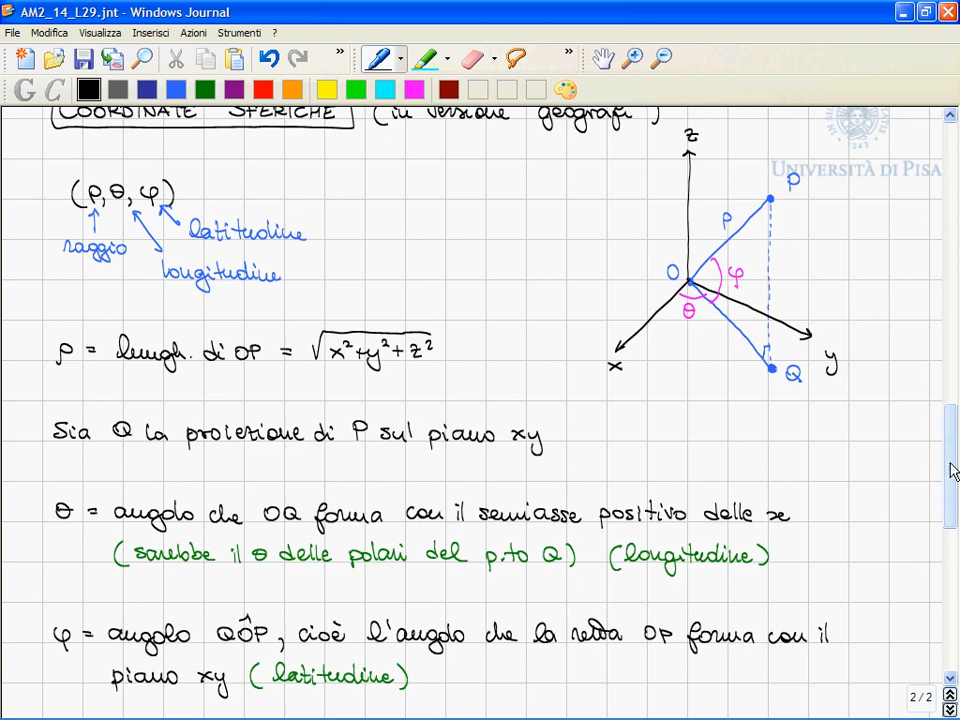 AM2_14_L29.jnt - Windows Journal
File Modifica Visualizza Inserisci Azioni Strumenti ?
COORDINATE SFERICHE (in versione geografi)
UNIVERSITÀ DI PISA
(ρ, θ, φ)
latitudine
raggio
longitudine
z
P
ρ
O
φ
θ
x
y
Q
ρ = lungh. di OP = √x²+y²+z²
Sia Q la proiezione di P sul piano xy
θ = angolo che OQ forma con il semiasse positivo delle x
(sarebbe il θ delle polari del p.to Q) (longitudine)
φ = angolo QÔP, cioè l'angolo che la retta OP forma con il
piano xy (latitudine)
2/2